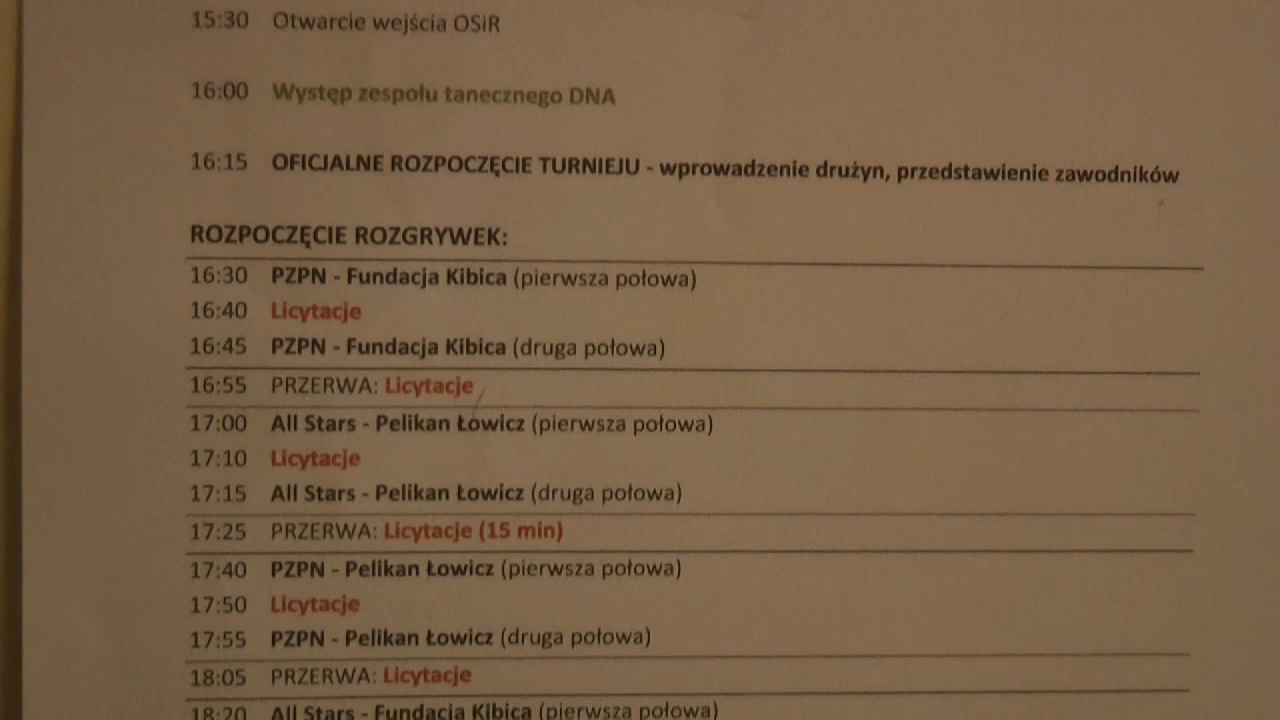 15:30 Otwarcie wejścia OSiR
16:00 Występ zespołu tanecznego DNA
16:15 OFICJALNE ROZPOCZĘCIE TURNIEJU - wprowadzenie drużyn, przedstawienie zawodników
ROZPOCZĘCIE ROZGRYWEK:
16:30 PZPN - Fundacja Kibica (pierwsza połowa)
16:40 Licytacje
16:45 PZPN - Fundacja Kibica (druga połowa)
16:55 PRZERWA: Licytacje
17:00 All Stars - Pelikan Łowicz (pierwsza połowa)
17:10 Licytacje
17:15 All Stars - Pelikan Łowicz (druga połowa)
17:25 PRZERWA: Licytacje (15 min)
17:40 PZPN - Pelikan Łowicz (pierwsza połowa)
17:50 Licytacje
17:55 PZPN - Pelikan Łowicz (druga połowa)
18:05 PRZERWA: Licytacje
18:20 All Stars - Fundacja Kibica (pierwsza połowa)